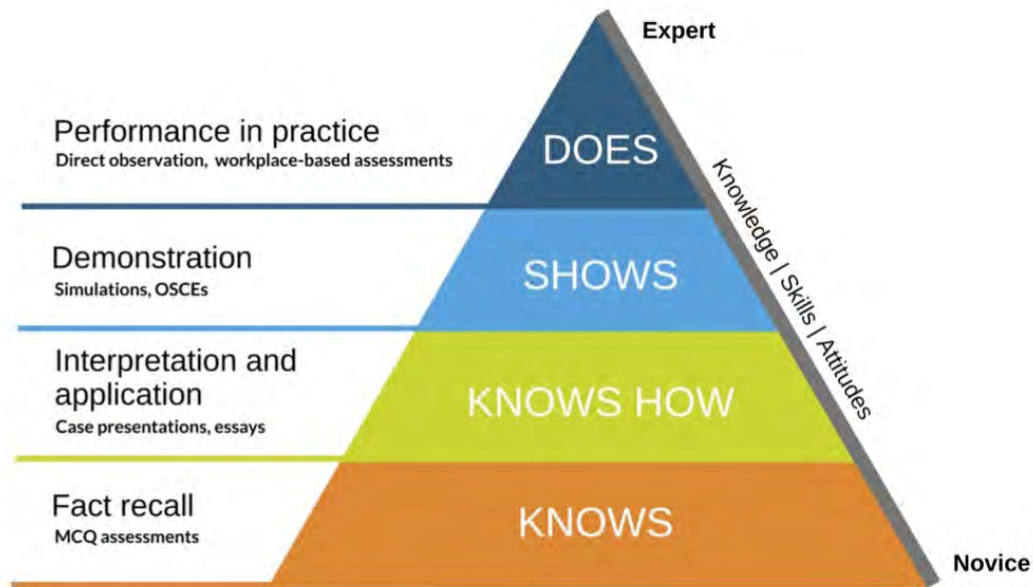 Expert
Performance in practice
Direct observation, workplace-based assessments
DOES
Knowledge | Skills | Attitudes
Demonstration
Simulations, OSCEs
SHOWS
Interpretation and
application
Case presentations, essays
KNOWS HOW
Fact recall
MCQ assessments
KNOWS
Novice